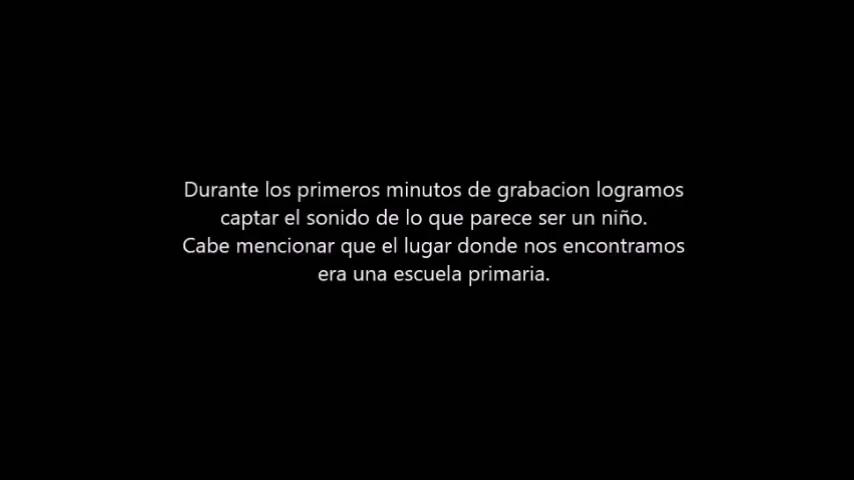 Durante los primeros minutos de grabacion logramos
captar el sonido de lo que parece ser un niño.
Cabe mencionar que el lugar donde nos encontramos
era una escuela primaria.